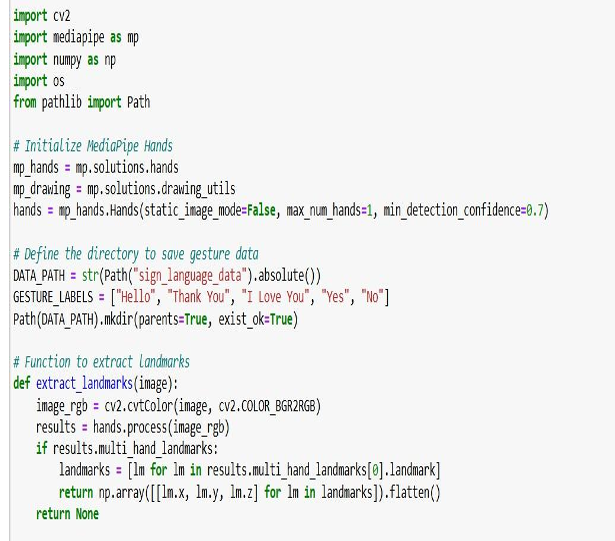 import cv2
import mediapipe as mp
import numpy as np
import os
from pathlib import Path

# Initialize MediaPipe Hands
mp_hands = mp.solutions.hands
mp_drawing = mp.solutions.drawing_utils
hands = mp_hands.Hands(static_image_mode=False, max_num_hands=1, min_detection_confidence=0.7)

# Define the directory to save gesture data
DATA_PATH = str(Path("sign_language_data").absolute())
GESTURE_LABELS = ["Hello", "Thank You", "I Love You", "Yes", "No"]
Path(DATA_PATH).mkdir(parents=True, exist_ok=True)

# Function to extract landmarks
def extract_landmarks(image):
    image_rgb = cv2.cvtColor(image, cv2.COLOR_BGR2RGB)
    results = hands.process(image_rgb)
    if results.multi_hand_landmarks:
        landmarks = [lm for lm in results.multi_hand_landmarks[0].landmark]
        return np.array([[lm.x, lm.y, lm.z] for lm in landmarks]).flatten()
    return None